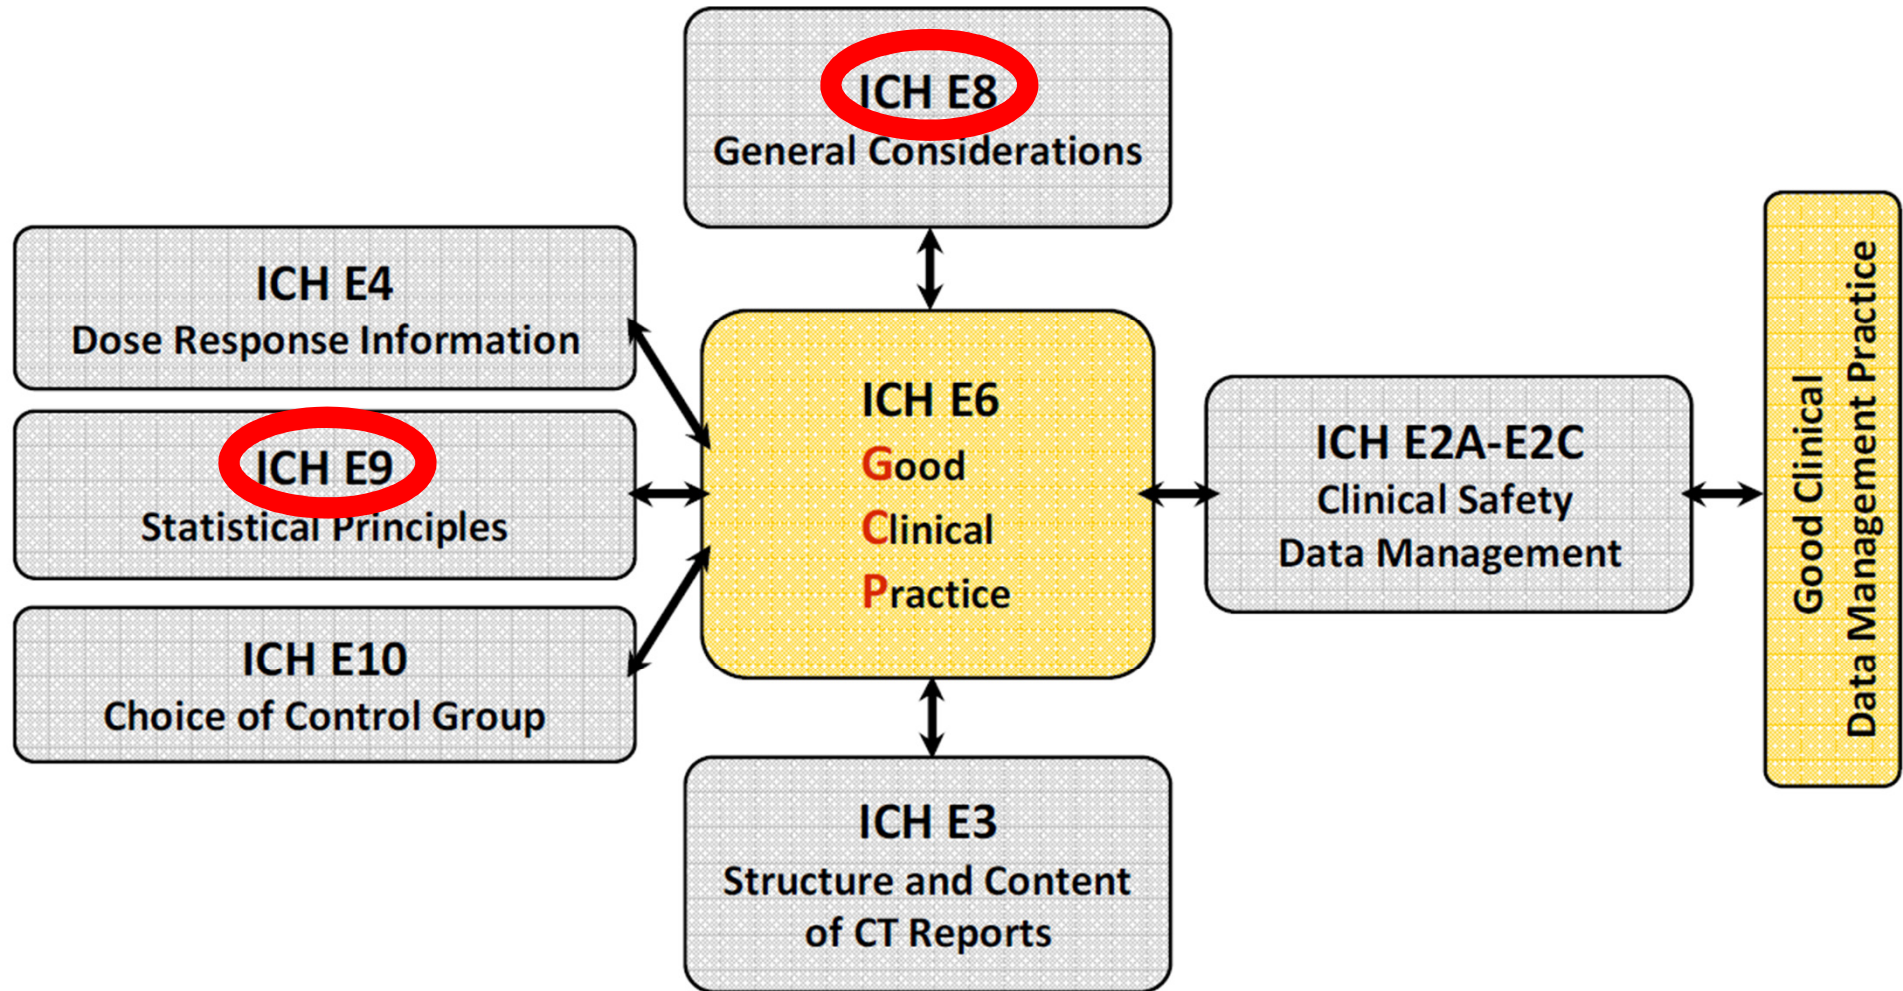 ICH E8
General Considerations
ICH E4
Dose Response Information
ICH E9
Statistical Principles
ICH E10
Choice of Control Group
ICH E6
Good
Clinical
Practice
ICH E3
Structure and Content
of CT Reports
ICH E2A-E2C
Clinical Safety
Data Management
Good Clinical
Data Management Practice